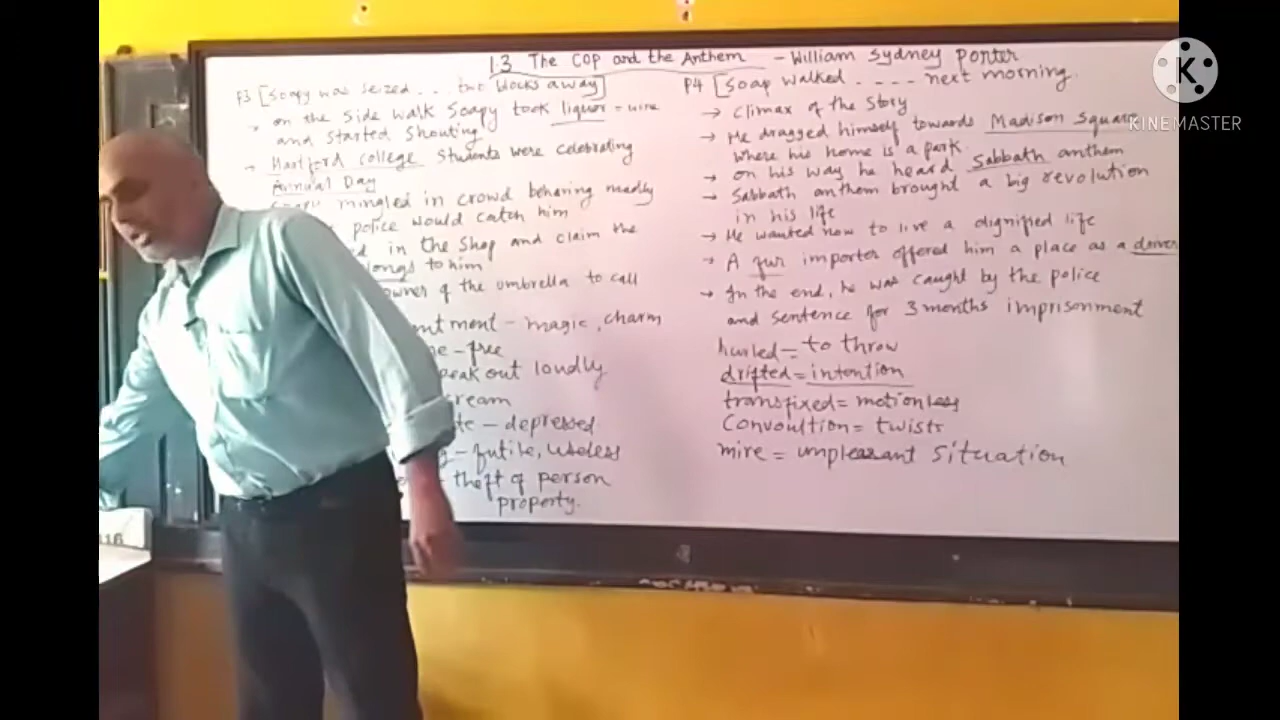 1.3 The Cop and the Anthem – William Sydney Porter
P3 [Soapy was seized . . . two blocks away]
on the side walk Soapy took liquor = wine
and started shouting
→ Hartford College Students were celebrating
Annual Day
mingled in crowd behaving madly
police would catch him
in the shop and claim the
longs to him
owner of the umbrella to call
ntment – magic, charm
e – free
eak out loudly
cream
te – depressed
g – futile, useless
theft of person
property.
P4 [Soap walked . . . . . next morning.
→ Climax of the Story
→ He dragged himself towards Madison Square
where his home is a park.
→ on his way he heard Sabbath anthem
→ Sabbath anthem brought a big revolution
in his life
→ He wanted now to live a dignified life
→ A fur importer offered him a place as a driver
→ In the end, he was caught by the police
and sentence for 3 months imprisonment
hurled – to throw
drifted = intention
transfixed = motionless
Convoultion = twists
mire = unpleasant situation
K
KINEMASTER